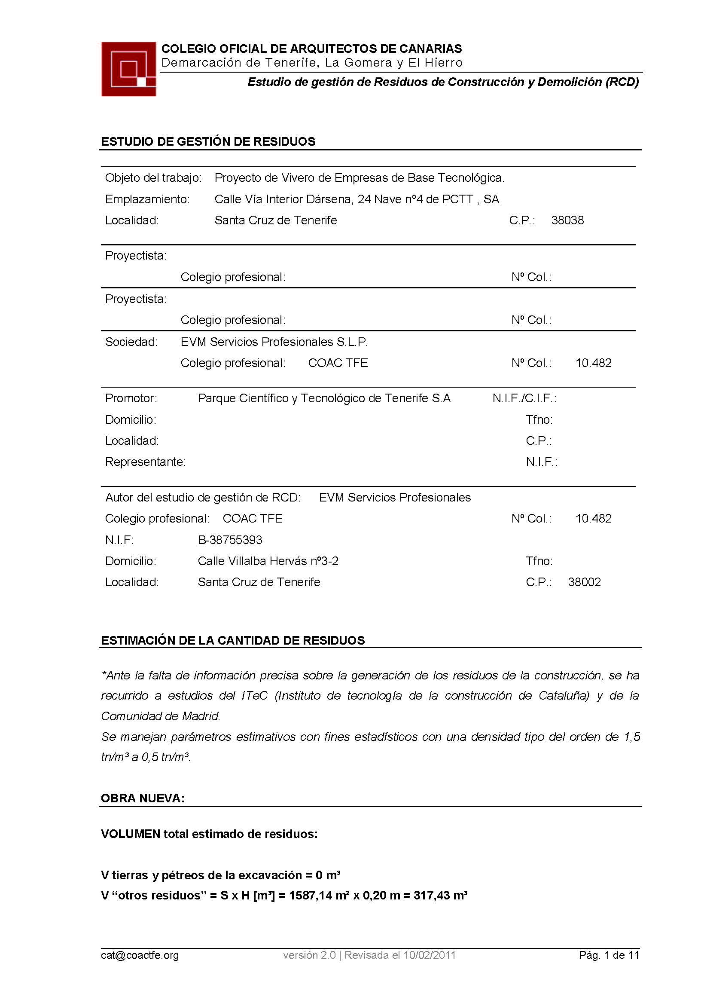 COLEGIO OFICIAL DE ARQUITECTOS DE CANARIAS
Demarcación de Tenerife, La Gomera y El Hierro
Estudio de gestión de Residuos de Construcción y Demolición (RCD)
ESTUDIO DE GESTIÓN DE RESIDUOS
Objeto del trabajo: Proyecto de Vivero de Empresas de Base Tecnológica.
Emplazamiento: Calle Vía Interior Dársena, 24 Nave nº4 de PCTT , SA
Localidad: Santa Cruz de Tenerife C.P.: 38038
Proyectista:
Colegio profesional: Nº Col.:
Proyectista:
Colegio profesional: Nº Col.:
Sociedad: EVM Servicios Profesionales S.L.P.
Colegio profesional: COAC TFE Nº Col.: 10.482
Promotor: Parque Científico y Tecnológico de Tenerife S.A N.I.F./C.I.F.:
Domicilio: Tfno:
Localidad: C.P.:
Representante: N.I.F.:
Autor del estudio de gestión de RCD: EVM Servicios Profesionales
Colegio profesional: COAC TFE Nº Col.: 10.482
N.I.F: B-38755393
Domicilio: Calle Villalba Hervás nº3-2 Tfno:
Localidad: Santa Cruz de Tenerife C.P.: 38002
ESTIMACIÓN DE LA CANTIDAD DE RESIDUOS
*Ante la falta de información precisa sobre la generación de los residuos de la construcción, se ha
recurrido a estudios del ITeC (Instituto de tecnología de la construcción de Cataluña) y de la
Comunidad de Madrid.
Se manejan parámetros estimativos con fines estadísticos con una densidad tipo del orden de 1,5
tn/m³ a 0,5 tn/m³.
OBRA NUEVA:
VOLUMEN total estimado de residuos:
V tierras y pétreos de la excavación = 0 m³
V “otros residuos” = S x H [m³] = 1587,14 m² x 0,20 m = 317,43 m³
cat@coactfe.org versión 2.0 | Revisada el 10/02/2011 Pág. 1 de 11